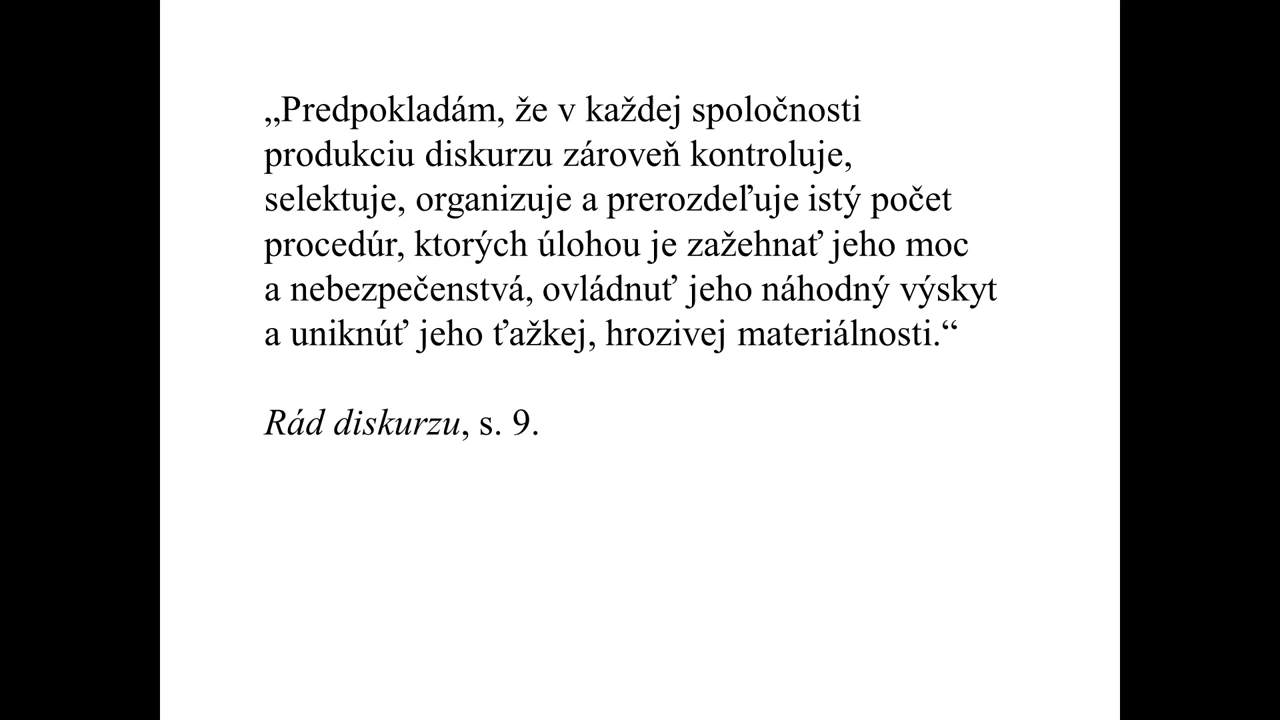 „Predpokladám, že v každej spoločnosti
produkciu diskurzu zároveň kontroluje,
selektuje, organizuje a prerozdeľuje istý počet
procedúr, ktorých úlohou je zažehnať jeho moc
a nebezpečenstvá, ovládnuť jeho náhodný výskyt
a uniknúť jeho ťažkej, hrozivej materiálnosti.“
Rád diskurzu, s. 9.